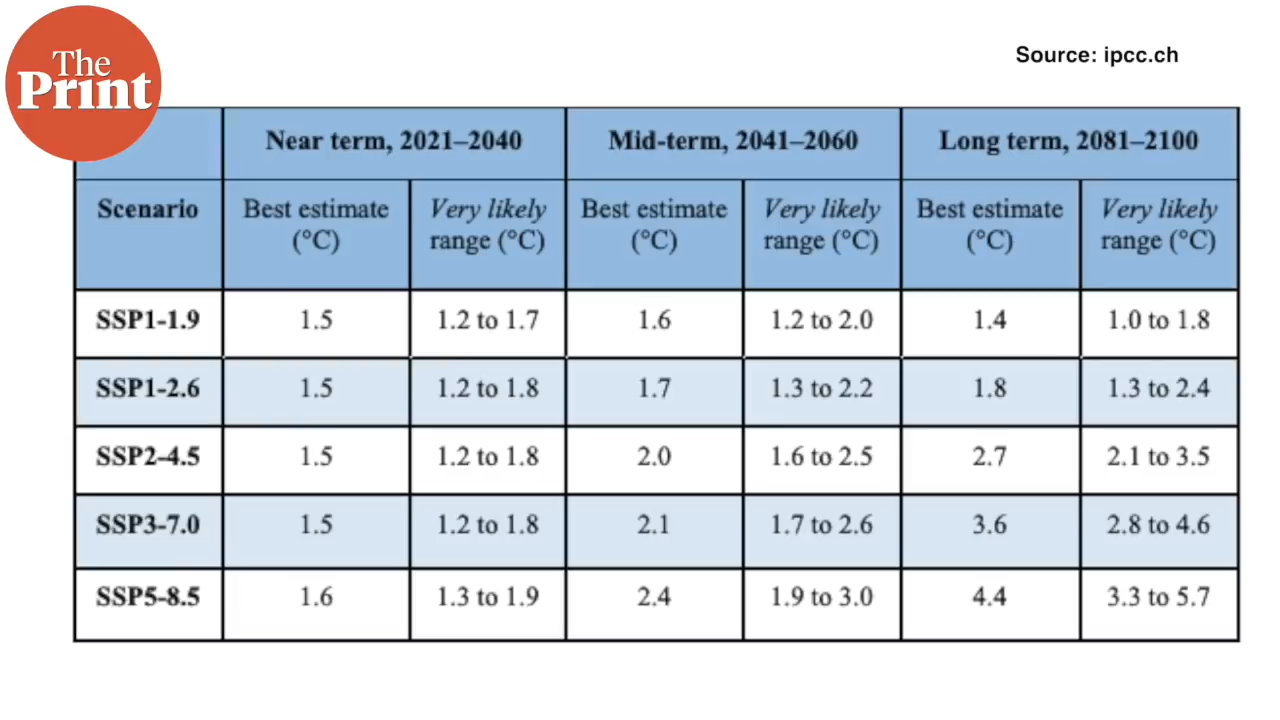 The
Print
Source: ipcc.ch
Near term, 2021–2040 Mid-term, 2041–2060 Long term, 2081–2100
Scenario Best estimate (°C) Very likely range (°C) Best estimate (°C) Very likely range (°C) Best estimate (°C) Very likely range (°C)
SSP1-1.9 1.5 1.2 to 1.7 1.6 1.2 to 2.0 1.4 1.0 to 1.8
SSP1-2.6 1.5 1.2 to 1.8 1.7 1.3 to 2.2 1.8 1.3 to 2.4
SSP2-4.5 1.5 1.2 to 1.8 2.0 1.6 to 2.5 2.7 2.1 to 3.5
SSP3-7.0 1.5 1.2 to 1.8 2.1 1.7 to 2.6 3.6 2.8 to 4.6
SSP5-8.5 1.6 1.3 to 1.9 2.4 1.9 to 3.0 4.4 3.3 to 5.7